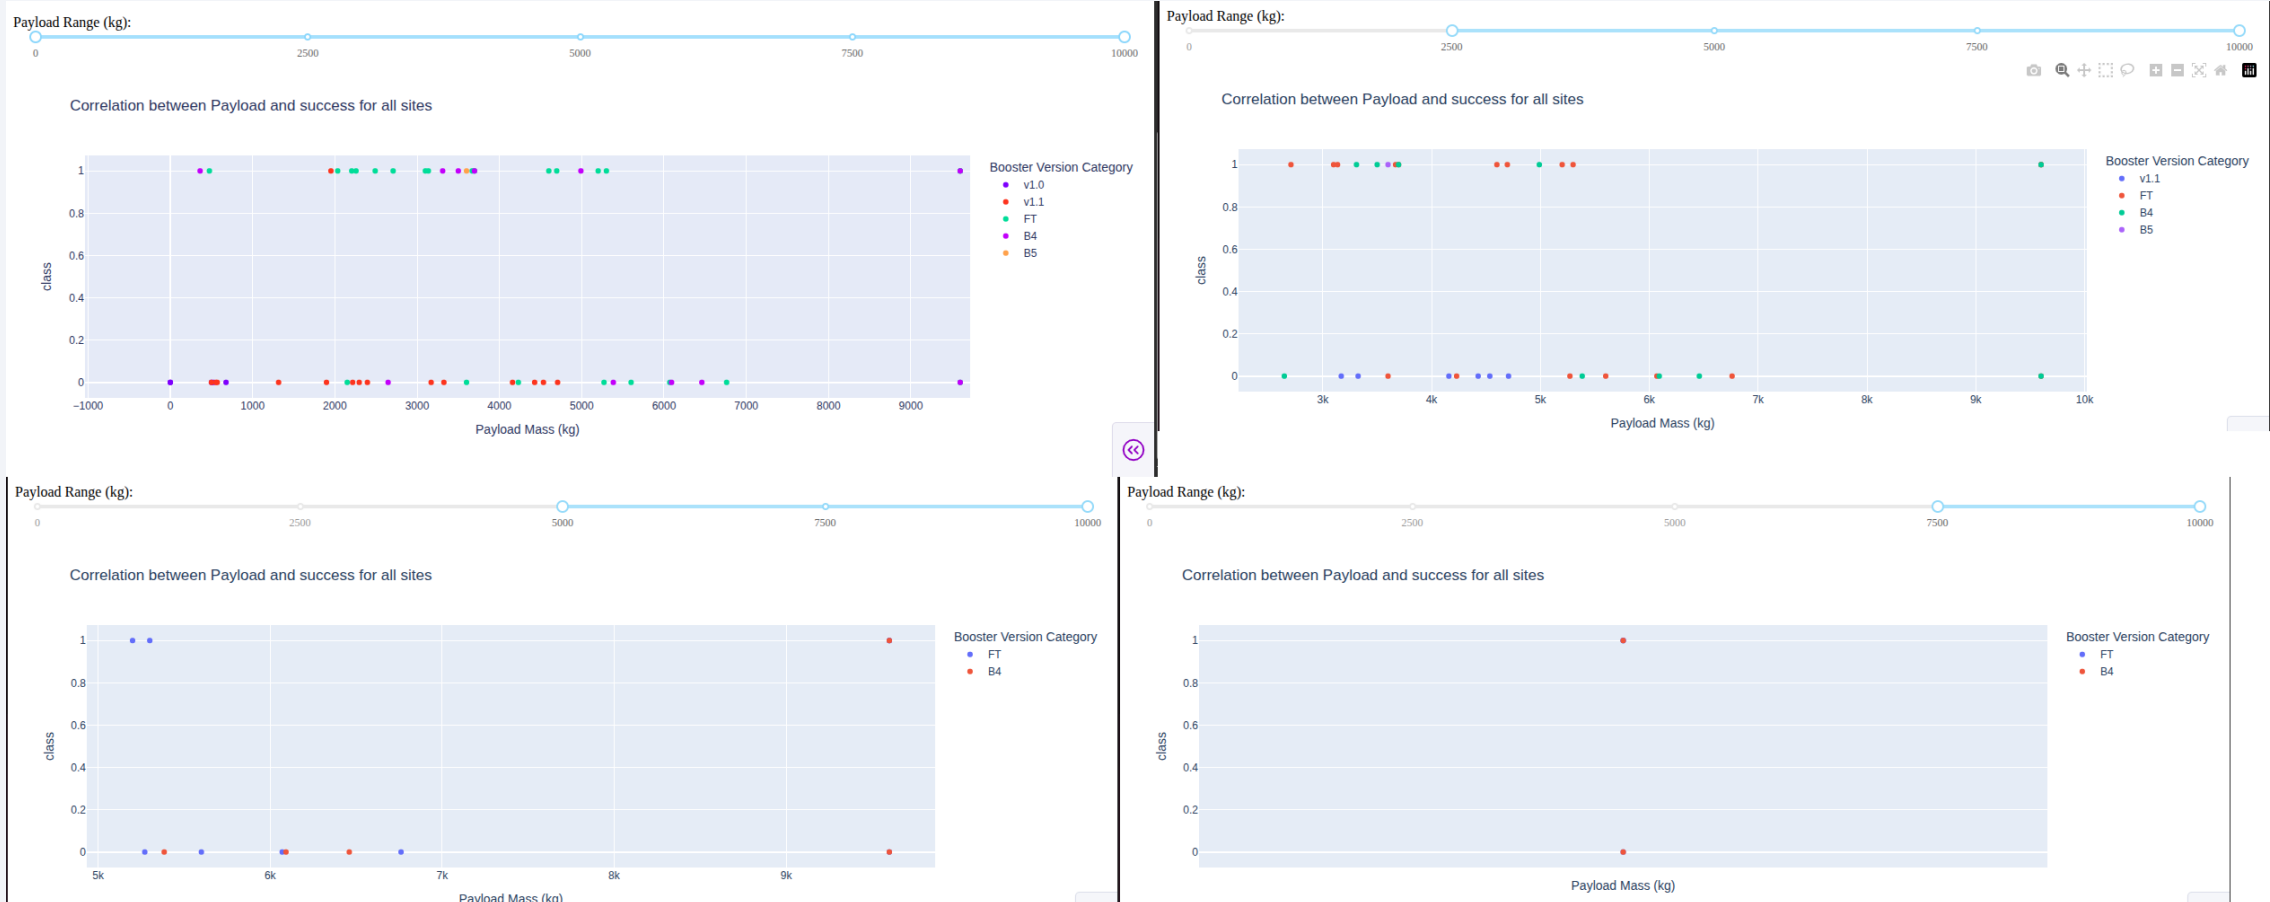 Payload Range (kg):
0 2500 5000 7500 10000
Correlation between Payload and success for all sites
Booster Version Category
v1.0
v1.1
FT
B4
B5
1
0.8
0.6
0.4
0.2
0
class
−1000 0 1000 2000 3000 4000 5000 6000 7000 8000 9000
Payload Mass (kg)
Payload Range (kg):
0 2500 5000 7500 10000
Correlation between Payload and success for all sites
Booster Version Category
v1.1
FT
B4
B5
1
0.8
0.6
0.4
0.2
0
class
3k 4k 5k 6k 7k 8k 9k 10k
Payload Mass (kg)
Payload Range (kg):
0 2500 5000 7500 10000
Correlation between Payload and success for all sites
Booster Version Category
FT
B4
1
0.8
0.6
0.4
0.2
0
class
5k 6k 7k 8k 9k
Payload Mass (kg)
Payload Range (kg):
0 2500 5000 7500 10000
Correlation between Payload and success for all sites
Booster Version Category
FT
B4
1
0.8
0.6
0.4
0.2
0
class
Payload Mass (kg)